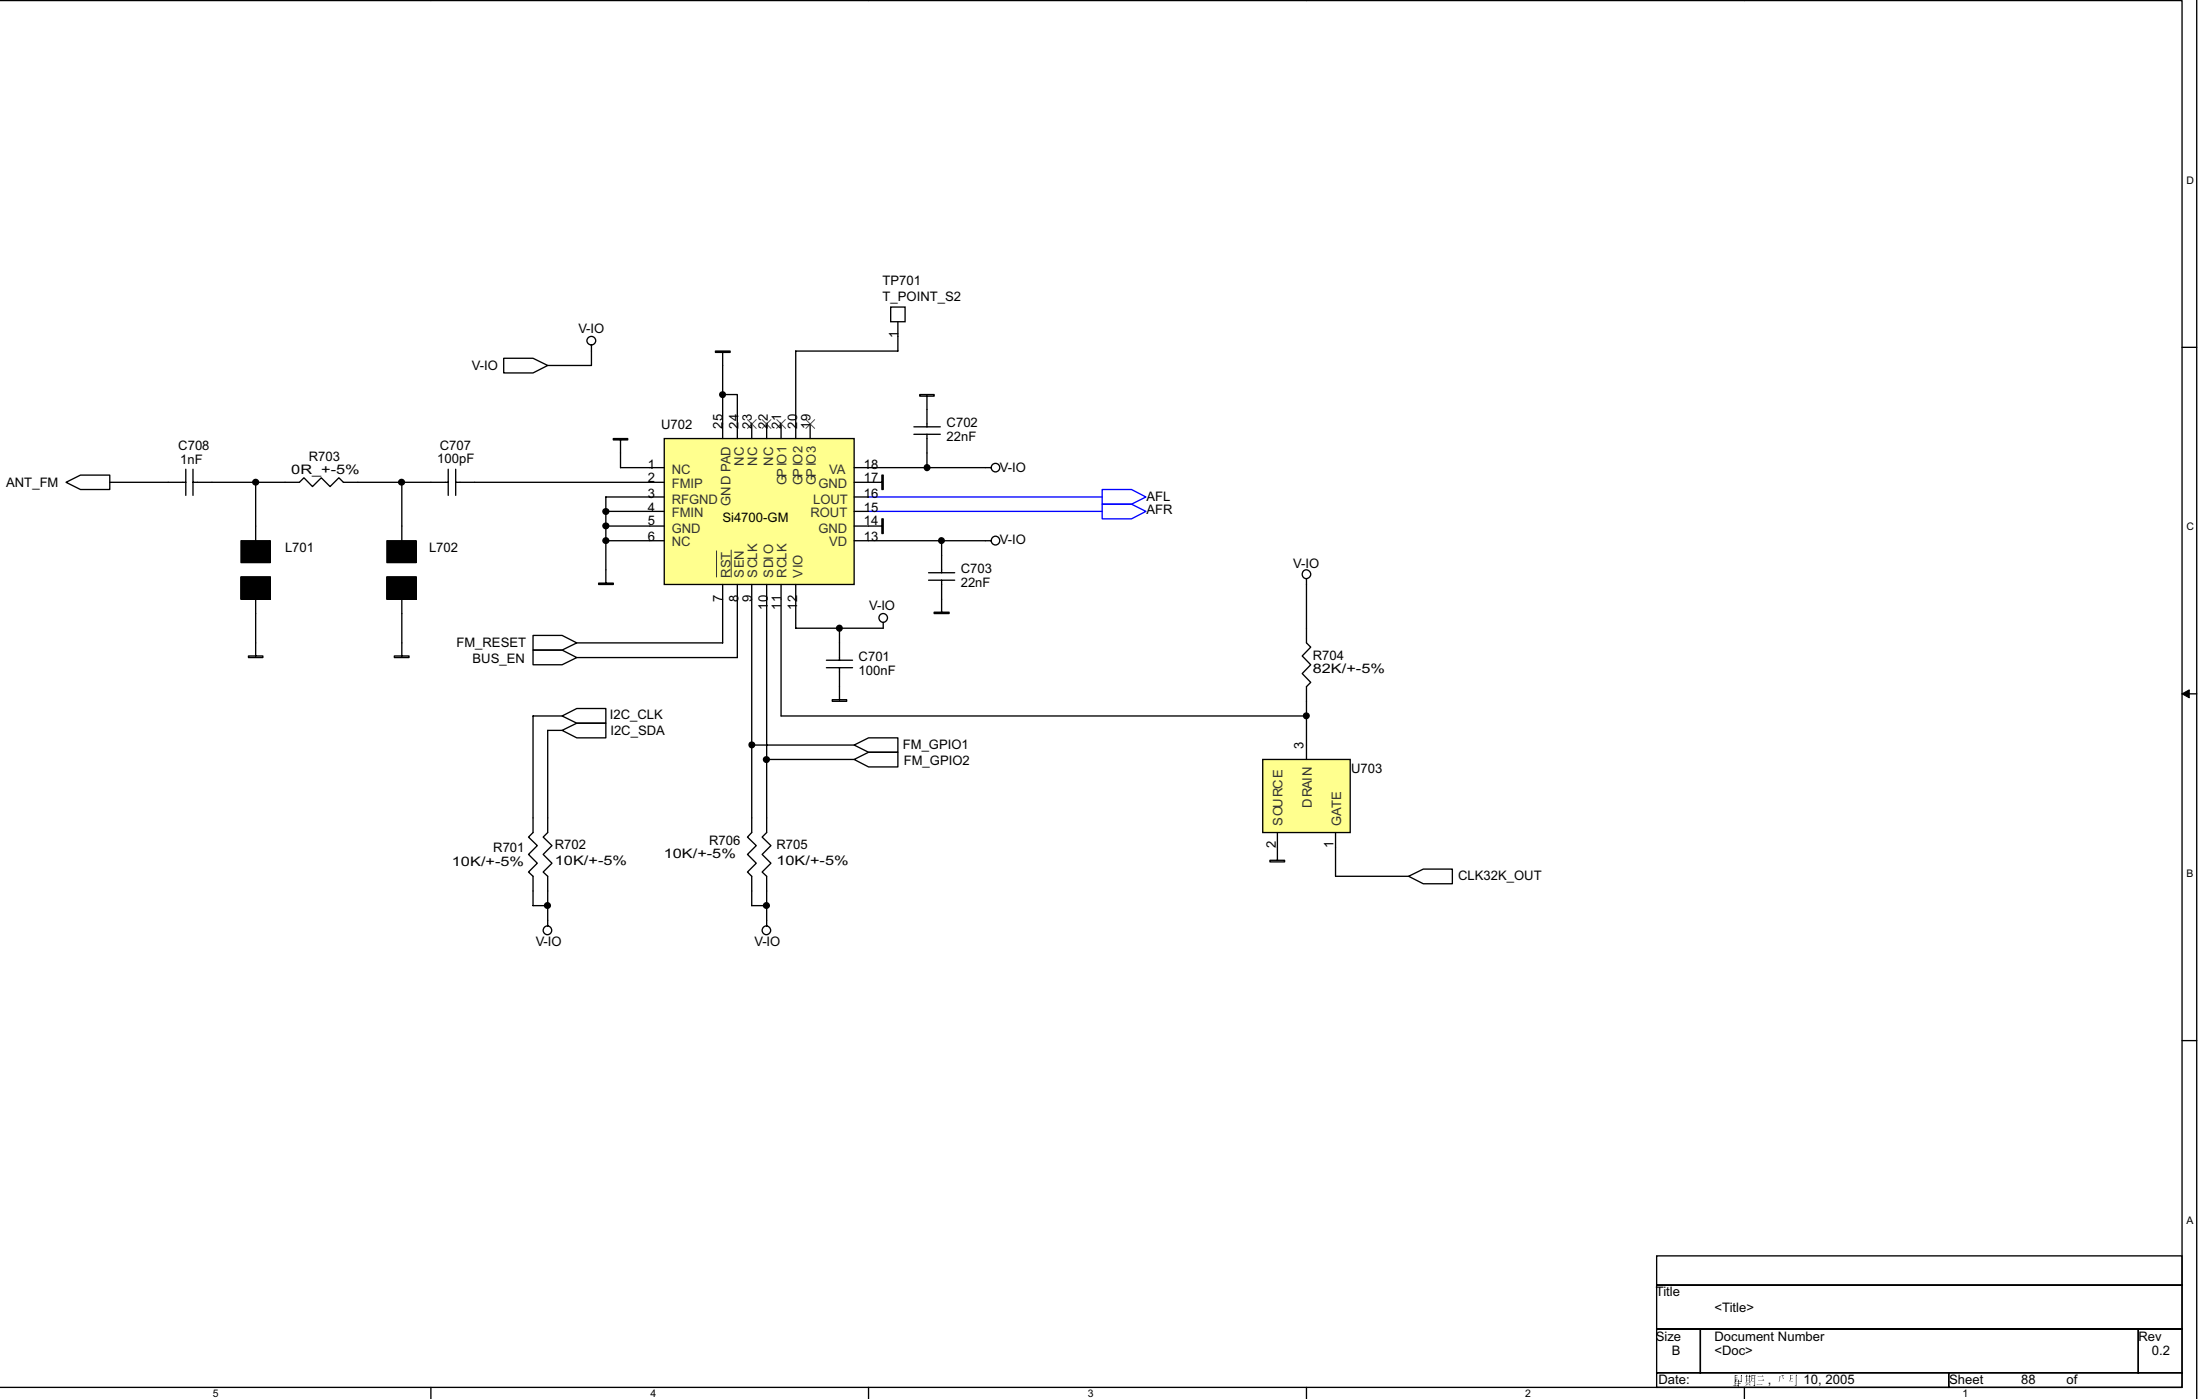 D
TP701
T_POINT_S2
1
V-IO
V-IO
U702
25
24
23
22
21
20
19
C702
22nF
C708
1nF
R703
0R_+-5%
C707
100pF
ANT_FM
1
2
3
4
5
6
NC
FMIP
RFGND
FMIN
GND
NC
GND PAD
NC
NC
NC
GPIO1
GPIO2
GPIO3
Si4700-GM
VA
GND
LOUT
ROUT
GND
VD
18
17
16
15
14
13
V-IO
AFL
AFR
V-IO
C
L701
L702
RST
SEN
SCLK
SDIO
RCLK
VIO
7
8
9
10
11
12
C703
22nF
V-IO
V-IO
FM_RESET
BUS_EN
C701
100nF
R704
82K/+-5%
I2C_CLK
I2C_SDA
FM_GPIO1
FM_GPIO2
3
U703
SOURCE
DRAIN
GATE
2
1
CLK32K_OUT
B
R701
10K/+-5%
R702
10K/+-5%
R706
10K/+-5%
R705
10K/+-5%
V-IO
V-IO
A
Title
<Title>
Size
B
Document Number
<Doc>
Rev
0.2
Date: 10, 2005
Sheet 88 of
5
4
3
2
1